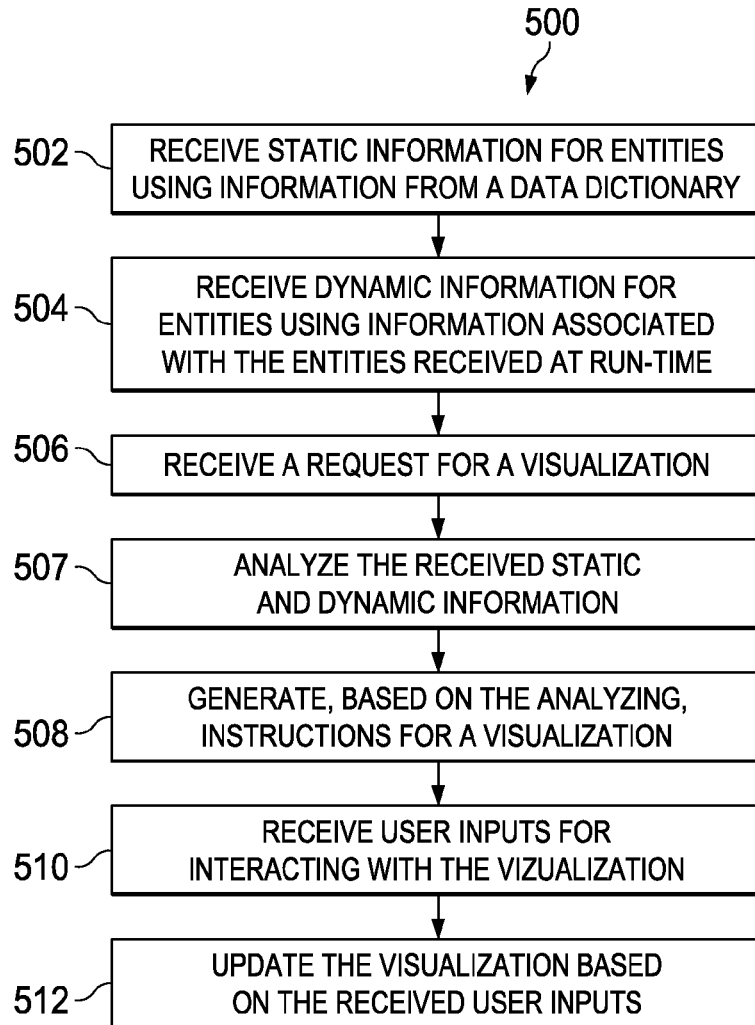 500
502
RECEIVE STATIC INFORMATION FOR ENTITIES
USING INFORMATION FROM A DATA DICTIONARY
504
RECEIVE DYNAMIC INFORMATION FOR
ENTITIES USING INFORMATION ASSOCIATED
WITH THE ENTITIES RECEIVED AT RUN-TIME
506
RECEIVE A REQUEST FOR A VISUALIZATION
507
ANALYZE THE RECEIVED STATIC
AND DYNAMIC INFORMATION
508
GENERATE, BASED ON THE ANALYZING,
INSTRUCTIONS FOR A VISUALIZATION
510
RECEIVE USER INPUTS FOR
INTERACTING WITH THE VIZUALIZATION
512
UPDATE THE VISUALIZATION BASED
ON THE RECEIVED USER INPUTS